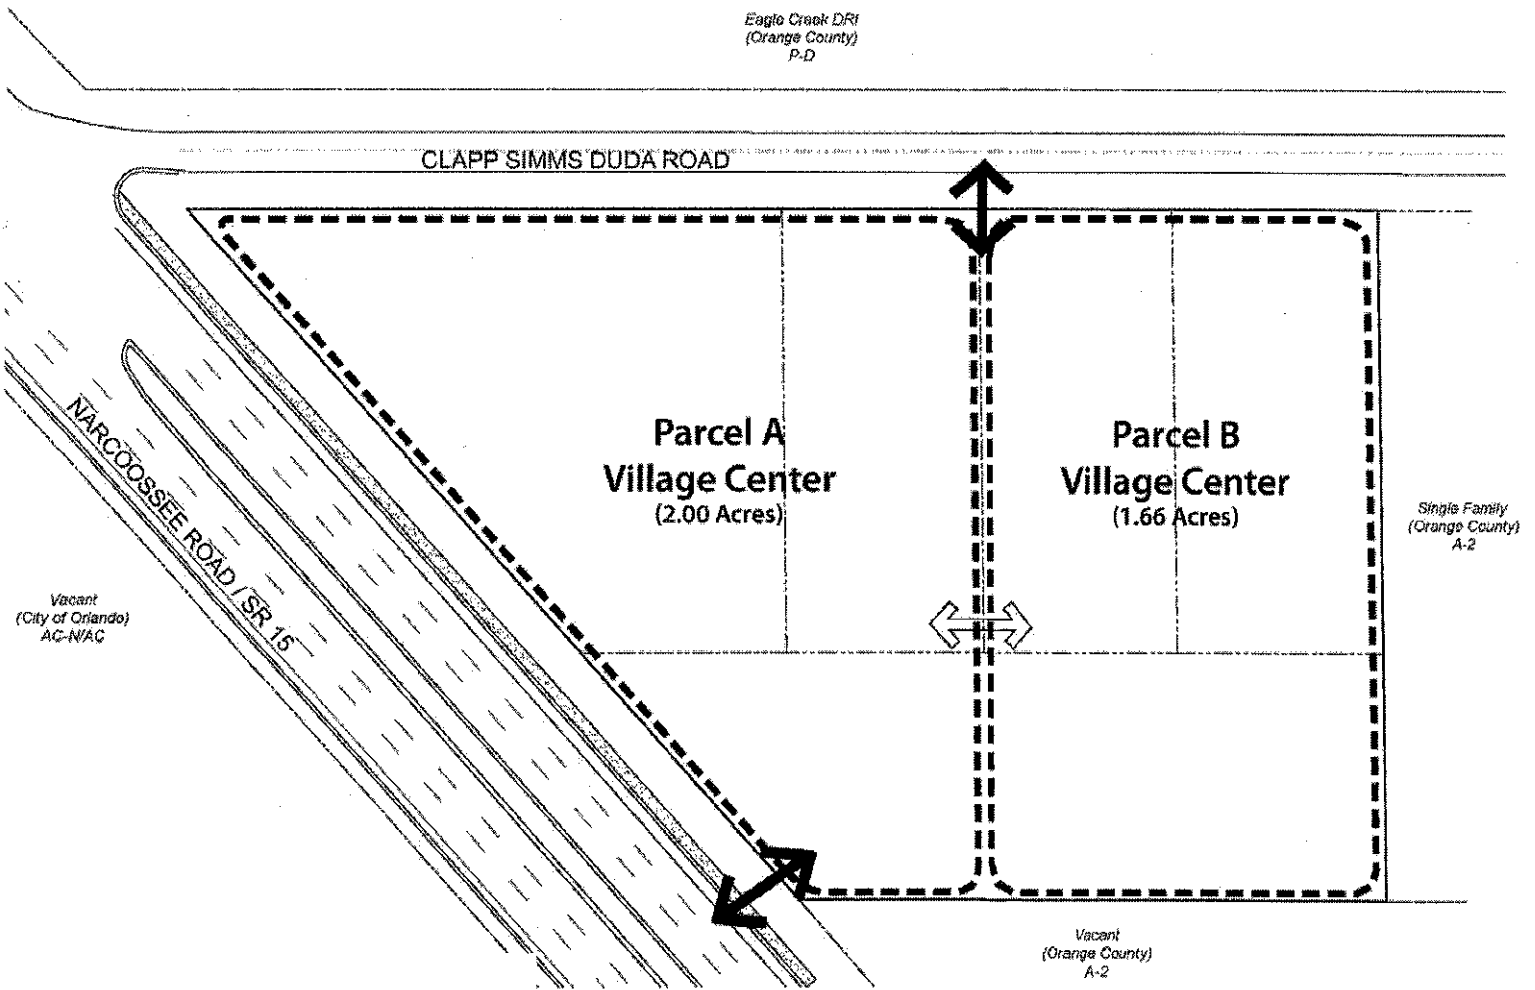 Eagle Creek DRI
(Orange County)
P-D
CLAPP SIMMS DUDA ROAD
NARCOOSSEE ROAD / SR 15
Parcel A
Village Center
(2.00 Acres)
Parcel B
Village Center
(1.66 Acres)
Single Family
(Orange County)
A-2
Vacant
(City of Orlando)
AC-N/AC
Vacant
(Orange County)
A-2